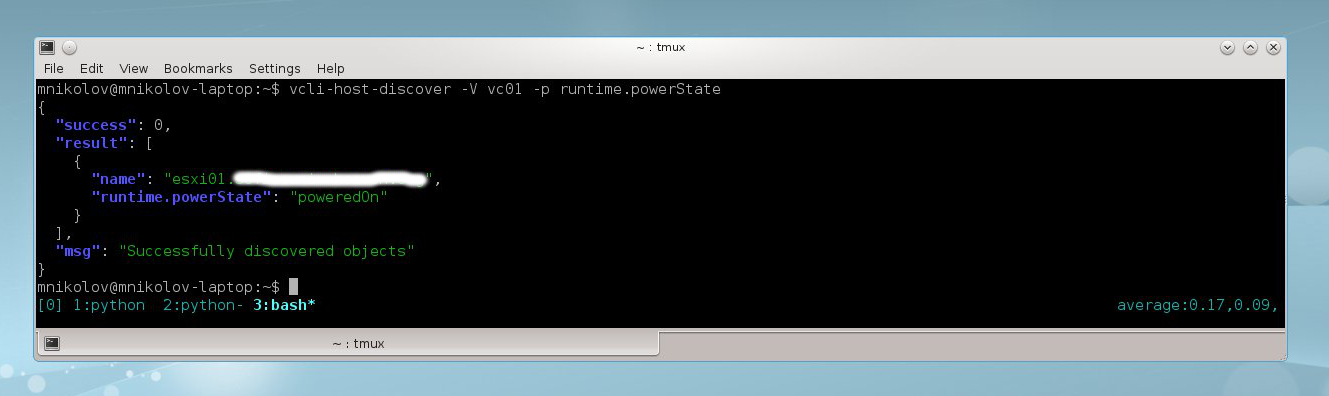 ~ : tmux
File Edit View Bookmarks Settings Help
mnikolov@mnikolov-laptop:~$ vcli-host-discover -V vc01 -p runtime.powerState
{
  "success": 0,
  "result": [
    {
      "name": "esxi01.",
      "runtime.powerState": "poweredOn"
    }
  ],
  "msg": "Successfully discovered objects"
}
mnikolov@mnikolov-laptop:~$
[0] 1:python  2:python- 3:bash* average:0.17,0.09,
~ : tmux